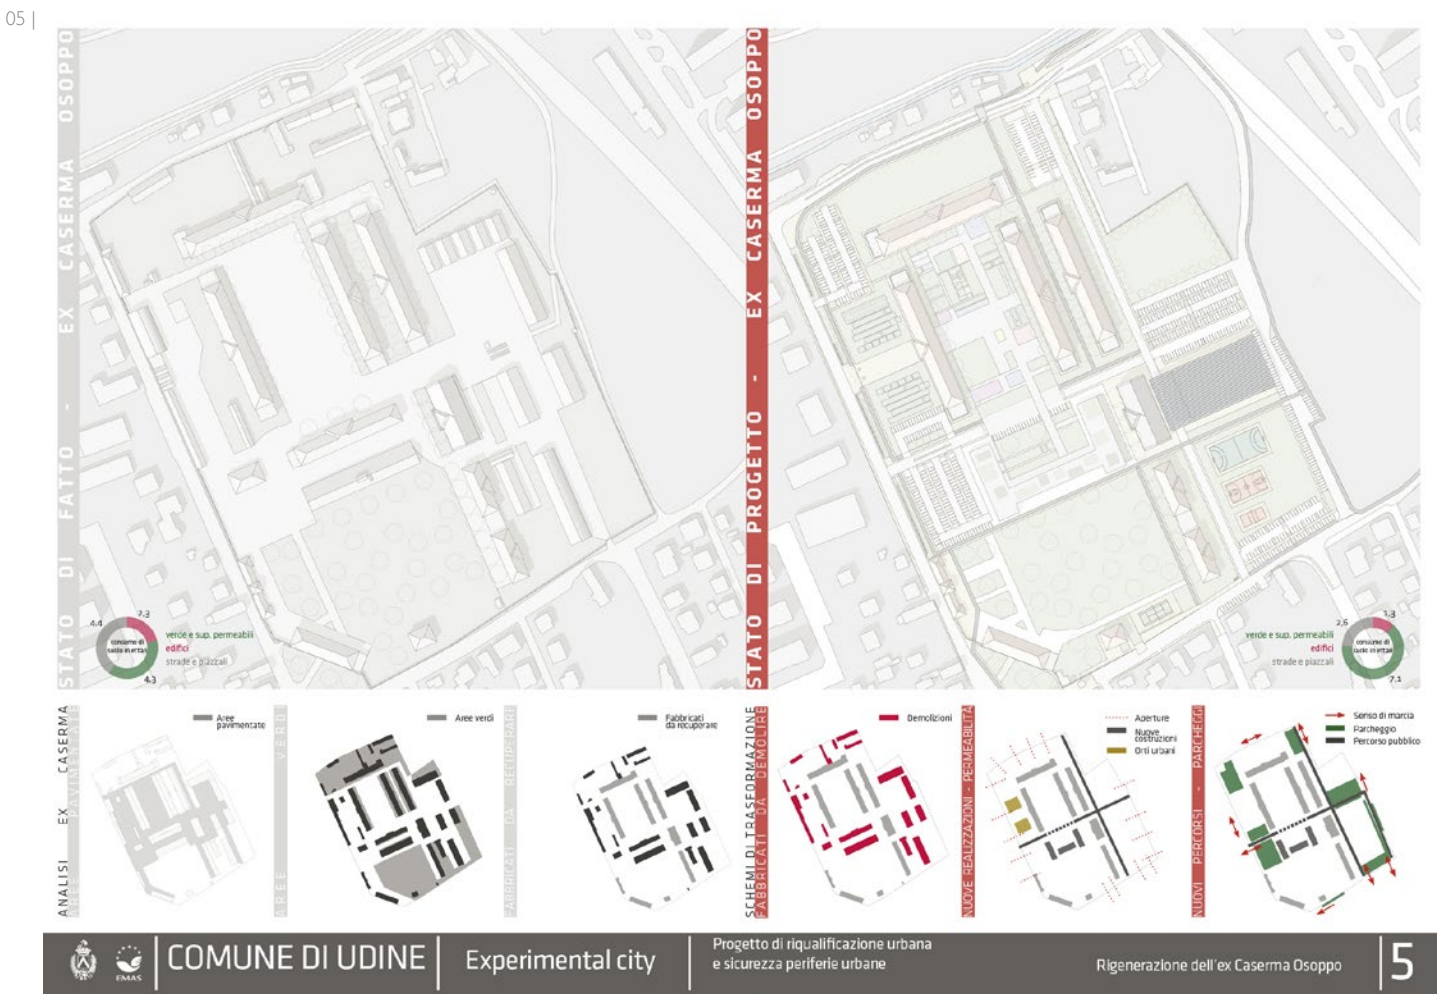 05 |
STATO DI FATTO - EX CASERMA OSOPPO
4.4
2.3
4.3
consumo di
suolo in ettari
verde e sup. permeabili
edifici
strade e piazzali
STATO DI PROGETTO - EX CASERMA OSOPPO
verde e sup. permeabili
edifici
strade e piazzali
2,6
1.3
7.1
consumo di
suolo in ettari
ANALISI EX CASERMA
AREE PAVIMENTATE
Aree
pavimentate
AREE VERDI
Aree verdi
FABBRICATI DA RECUPERARE
Fabbricati
da recuperare
SCHEMI DI TRASFORMAZIONE
FABBRICATI DA DEMOLIRE
Demolizioni
NUOVE REALIZZAZIONI - PERMEABILITÀ
Aperture
Nuove
costruzioni
Orti urbani
NUOVI PERCORSI - PARCHEGGI
Senso di marcia
Parcheggio
Percorso pubblico
EMAS
COMUNE DI UDINE
Experimental city
Progetto di riqualificazione urbana
e sicurezza periferie urbane
Rigenerazione dell'ex Caserma Osoppo
5